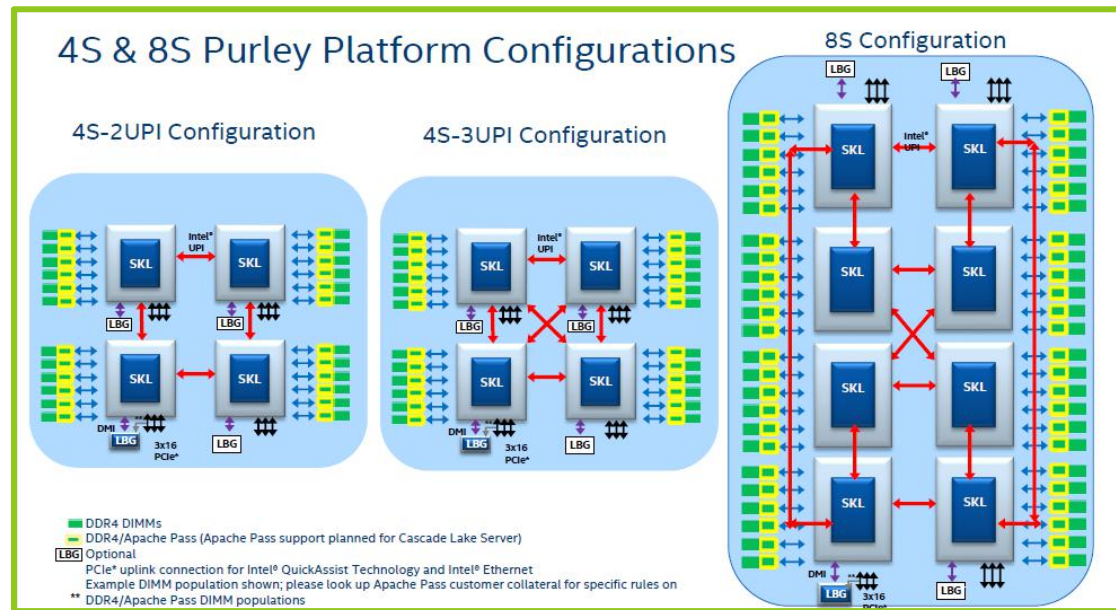 4S & 8S Purley Platform Configurations
8S Configuration
4S-2UPI Configuration
4S-3UPI Configuration
Intel®
UPI
SKL
SKL
LBG
LBG
SKL
SKL
DMI
**
LBG
3x16
PCIe*
LBG
Intel®
UPI
SKL
SKL
LBG
LBG
SKL
SKL
DMI
**
LBG
3x16
PCIe*
LBG
LBG
LBG
SKL
Intel®
UPI
SKL
SKL
SKL
SKL
SKL
SKL
SKL
DMI
**
LBG
3x16
PCIe*
LBG
DDR4 DIMMs
DDR4/Apache Pass (Apache Pass support planned for Cascade Lake Server)
LBG Optional
PCIe* uplink connection for Intel® QuickAssist Technology and Intel® Ethernet
Example DIMM population shown; please look up Apache Pass customer collateral for specific rules on
** DDR4/Apache Pass DIMM populations